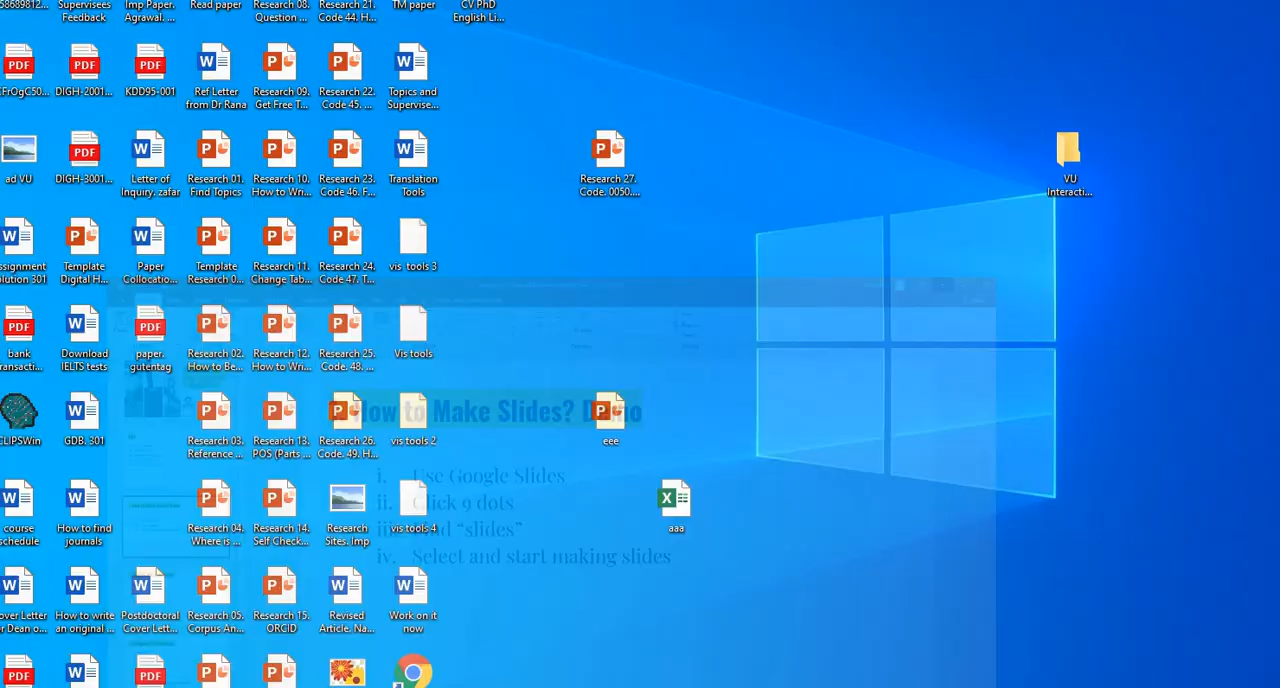 58689812...
Supervisees
Feedback
Imp Paper.
Agrawal. ...
Read paper
Research 08.
Question ...
Research 21.
Code 44. H...
TM paper
CV PhD
English Li...
CFrOgC50...
DIGH-2001...
KDD95-001
Ref Letter
from Dr Rana
Research 09.
Get Free T...
Research 22.
Code 45. ...
Topics and
Supervise...
ad VU
DIGH-3001...
Letter of
Inquiry. zafar
Research 01.
Find Topics
Research 10.
How to Wri...
Research 23.
Code 46. F...
Translation
Tools
Research 27.
Code. 0050....
VU
Interacti...
ssignment
olution 301
Template
Digital H...
Paper
Collocatio...
Template
Research 0...
Research 11.
Change Tab...
Research 24.
Code 47. T...
vis tools 3
bank
ransacti...
Download
IELTS tests
paper.
gutentag
Research 02.
How to Be...
Research 12.
How to Wri...
Research 25.
Code. 48. ...
Vis tools
CLIPSWin
GDB. 301
Research 03.
Reference ...
Research 13.
POS (Parts ...
Research 26.
Code. 49. H...
vis tools 2
eee
How to Make Slides? Demo
i. Use Google Slides
ii. Click 9 dots
“slides”
iv. Select and start making slides
course
schedule
How to find
journals
Research 04.
Where is ...
Research 14.
Self Check...
Research
Sites. Imp
vis tools 4
aaa
over Letter
r Dean o...
How to write
an original ...
Postdoctoral
Cover Lett...
Research 05.
Corpus An...
Research 15.
ORCID
Revised
Article. Na...
Work on it
now